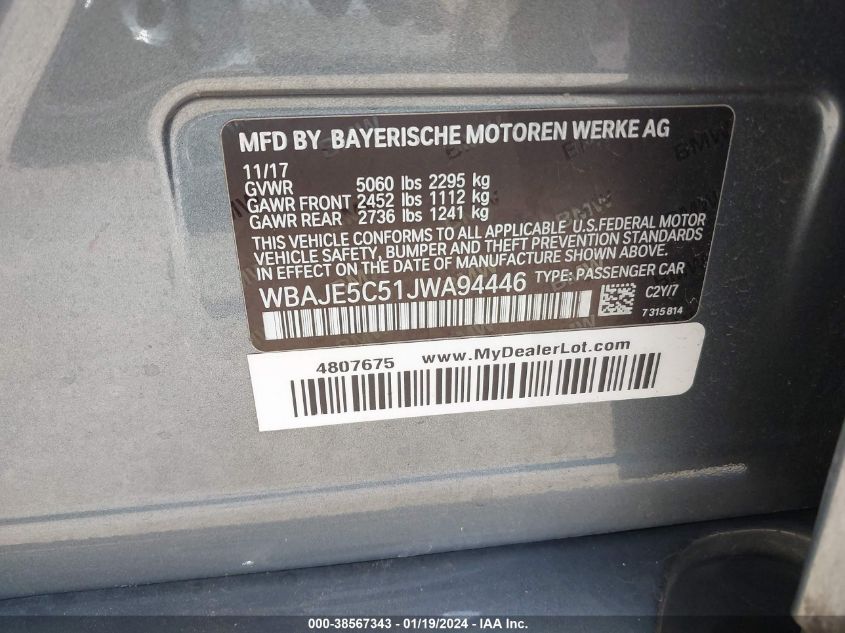 MFD BY BAYERISCHE MOTOREN WERKE AG
11/17
GVWR 5060 lbs 2295 kg
GAWR FRONT 2452 lbs 1112 kg
GAWR REAR 2736 lbs 1241 kg
THIS VEHICLE CONFORMS TO ALL APPLICABLE U.S.FEDERAL MOTOR
VEHICLE SAFETY, BUMPER AND THEFT PREVENTION STANDARDS
IN EFFECT ON THE DATE OF MANUFACTURE SHOWN ABOVE.
WBAJE5C51JWA94446 TYPE: PASSENGER CAR
C2Y/7
7315814
4807675 www.MyDealerLot.com
000-38567343 - 01/19/2024 - IAA Inc.